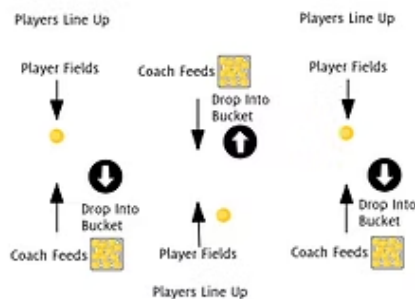 Players Line Up
Player Fields
Drop Into
Bucket
Coach Feeds
Coach Feeds
Drop Into
Bucket
Player Fields
Players Line Up
Players Line Up
Player Fields
Drop Into
Bucket
Coach Feeds